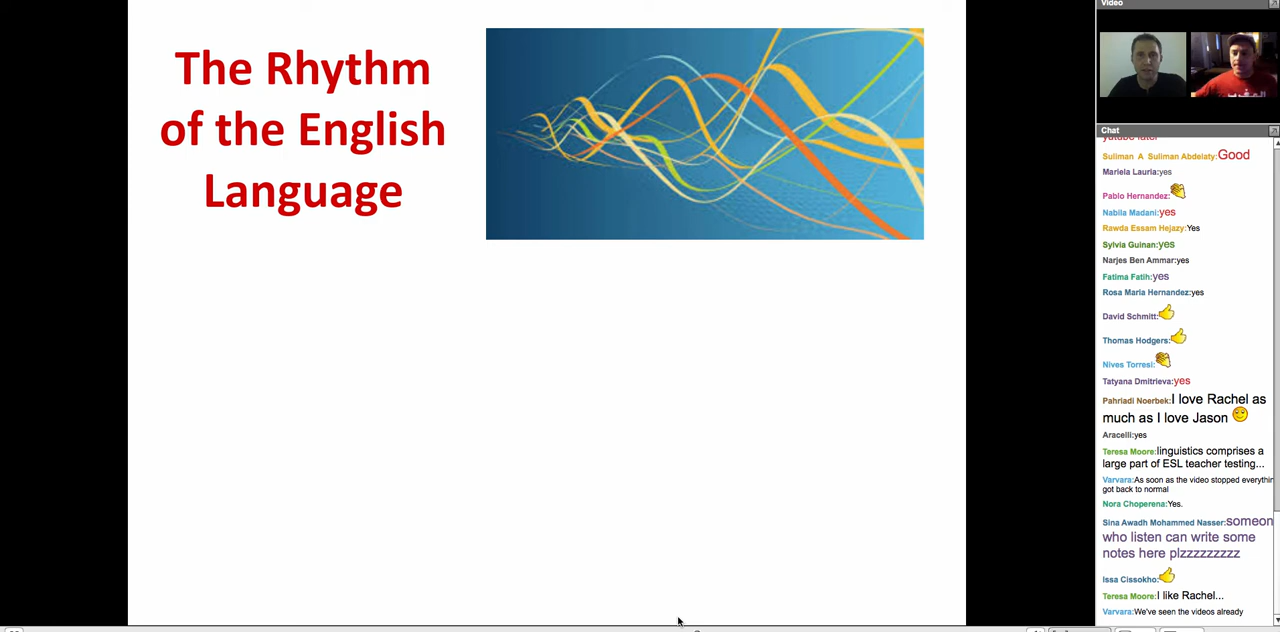 The Rhythm
of the English
Language
Video
Chat
youtube later
Suliman A Suliman Abdelaty:Good
Mariela Lauria:yes
Pablo Hernandez:
Nabila Madani:yes
Rawda Essam Hejazy:Yes
Sylvia Guinan:yes
Narjes Ben Ammar:yes
Fatima Fatih:yes
Rosa Maria Hernandez:yes
David Schmitt:
Thomas Hodgers:
Nives Torresi:
Tatyana Dmitrieva:yes
Pahriadi Noerbek:I love Rachel as
much as I love Jason
Aracelli:yes
Teresa Moore:linguistics comprises a
large part of ESL teacher testing...
Varvara:As soon as the video stopped everythin
got back to normal
Nora Choperena:Yes.
Sina Awadh Mohammed Nasser:someon
who listen can write some
notes here plzzzzzzzzz
Issa Cissokho:
Teresa Moore:I like Rachel...
Varvara:We've seen the videos already